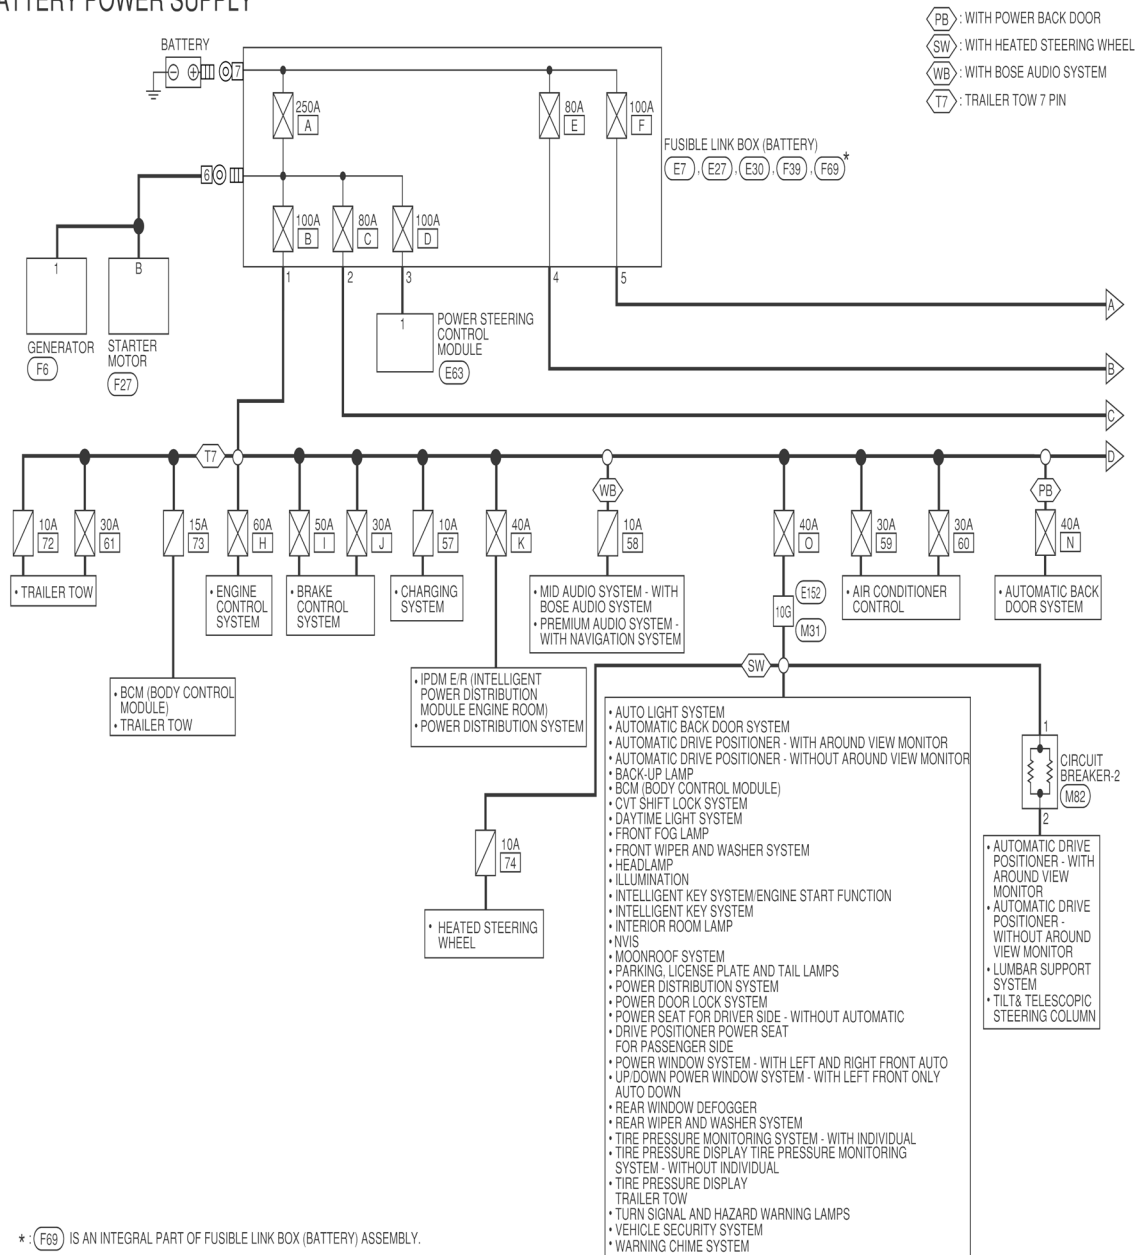 BATTERY POWER SUPPLY
PB : WITH POWER BACK DOOR
SW : WITH HEATED STEERING WHEEL
WB : WITH BOSE AUDIO SYSTEM
T7 : TRAILER TOW 7 PIN
BATTERY
7
250A
A
80A
E
100A
F
FUSIBLE LINK BOX (BATTERY)
E7 , E27 , E30 , F39 , F69 *
6
100A
B
80A
C
100A
D
1
2
3
4
5
1
GENERATOR
F6
B
STARTER
MOTOR
F27
1
POWER STEERING
CONTROL
MODULE
E63
A
B
C
D
T7
WB
PB
10A
72
30A
61
15A
73
60A
H
50A
I
30A
J
10A
57
40A
K
10A
58
40A
O
30A
59
30A
60
40A
N
• TRAILER TOW
• ENGINE
CONTROL
SYSTEM
• BRAKE
CONTROL
SYSTEM
• CHARGING
SYSTEM
• MID AUDIO SYSTEM - WITH
BOSE AUDIO SYSTEM
• PREMIUM AUDIO SYSTEM -
WITH NAVIGATION SYSTEM
E152
10G
M31
• AIR CONDITIONER
CONTROL
• AUTOMATIC BACK
DOOR SYSTEM
• BCM (BODY CONTROL
MODULE)
• TRAILER TOW
• IPDM E/R (INTELLIGENT
POWER DISTRIBUTION
MODULE ENGINE ROOM)
• POWER DISTRIBUTION SYSTEM
SW
10A
74
• HEATED STEERING
WHEEL
• AUTO LIGHT SYSTEM
• AUTOMATIC BACK DOOR SYSTEM
• AUTOMATIC DRIVE POSITIONER - WITH AROUND VIEW MONITOR
• AUTOMATIC DRIVE POSITIONER - WITHOUT AROUND VIEW MONITOR
• BACK-UP LAMP
• BCM (BODY CONTROL MODULE)
• CVT SHIFT LOCK SYSTEM
• DAYTIME LIGHT SYSTEM
• FRONT FOG LAMP
• FRONT WIPER AND WASHER SYSTEM
• HEADLAMP
• ILLUMINATION
• INTELLIGENT KEY SYSTEM/ENGINE START FUNCTION
• INTELLIGENT KEY SYSTEM
• INTERIOR ROOM LAMP
• NVIS
• MOONROOF SYSTEM
• PARKING, LICENSE PLATE AND TAIL LAMPS
• POWER DISTRIBUTION SYSTEM
• POWER DOOR LOCK SYSTEM
• POWER SEAT FOR DRIVER SIDE - WITHOUT AUTOMATIC
• DRIVE POSITIONER POWER SEAT
FOR PASSENGER SIDE
• POWER WINDOW SYSTEM - WITH LEFT AND RIGHT FRONT AUTO
• UP/DOWN POWER WINDOW SYSTEM - WITH LEFT FRONT ONLY
AUTO DOWN
• REAR WINDOW DEFOGGER
• REAR WIPER AND WASHER SYSTEM
• TIRE PRESSURE MONITORING SYSTEM - WITH INDIVIDUAL
• TIRE PRESSURE DISPLAY TIRE PRESSURE MONITORING
SYSTEM - WITHOUT INDIVIDUAL
• TIRE PRESSURE DISPLAY
TRAILER TOW
• TURN SIGNAL AND HAZARD WARNING LAMPS
• VEHICLE SECURITY SYSTEM
• WARNING CHIME SYSTEM
1
CIRCUIT
BREAKER-2
M82
2
• AUTOMATIC DRIVE
POSITIONER - WITH
AROUND VIEW
MONITOR
• AUTOMATIC DRIVE
POSITIONER -
WITHOUT AROUND
VIEW MONITOR
• LUMBAR SUPPORT
SYSTEM
• TILT& TELESCOPIC
STEERING COLUMN
* : F69 IS AN INTEGRAL PART OF FUSIBLE LINK BOX (BATTERY) ASSEMBLY.